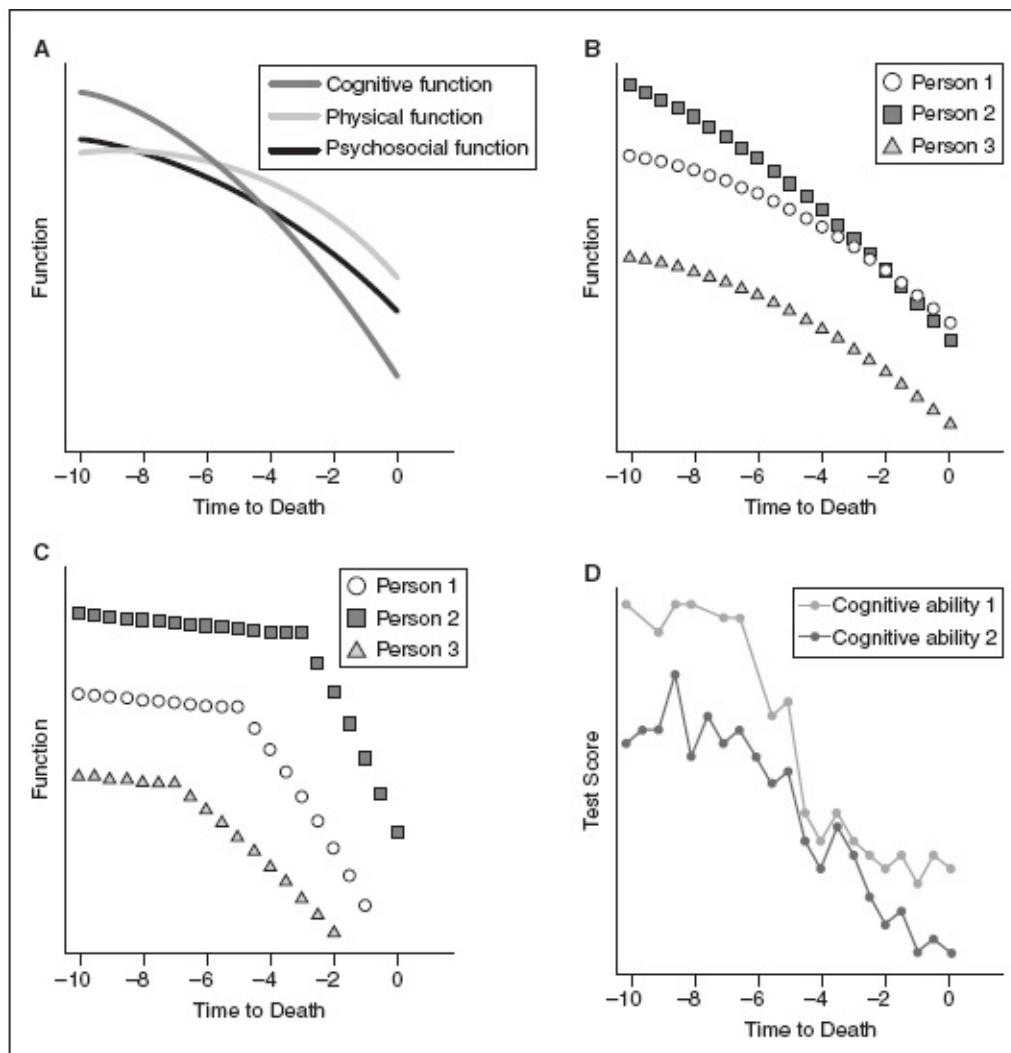 A
Cognitive function
Physical function
Psychosocial function
Function
–10 –8 –6 –4 –2 0
Time to Death
B
Person 1
Person 2
Person 3
Function
–10 –8 –6 –4 –2 0
Time to Death
C
Person 1
Person 2
Person 3
Function
–10 –8 –6 –4 –2 0
Time to Death
D
Cognitive ability 1
Cognitive ability 2
Test Score
–10 –8 –6 –4 –2 0
Time to Death